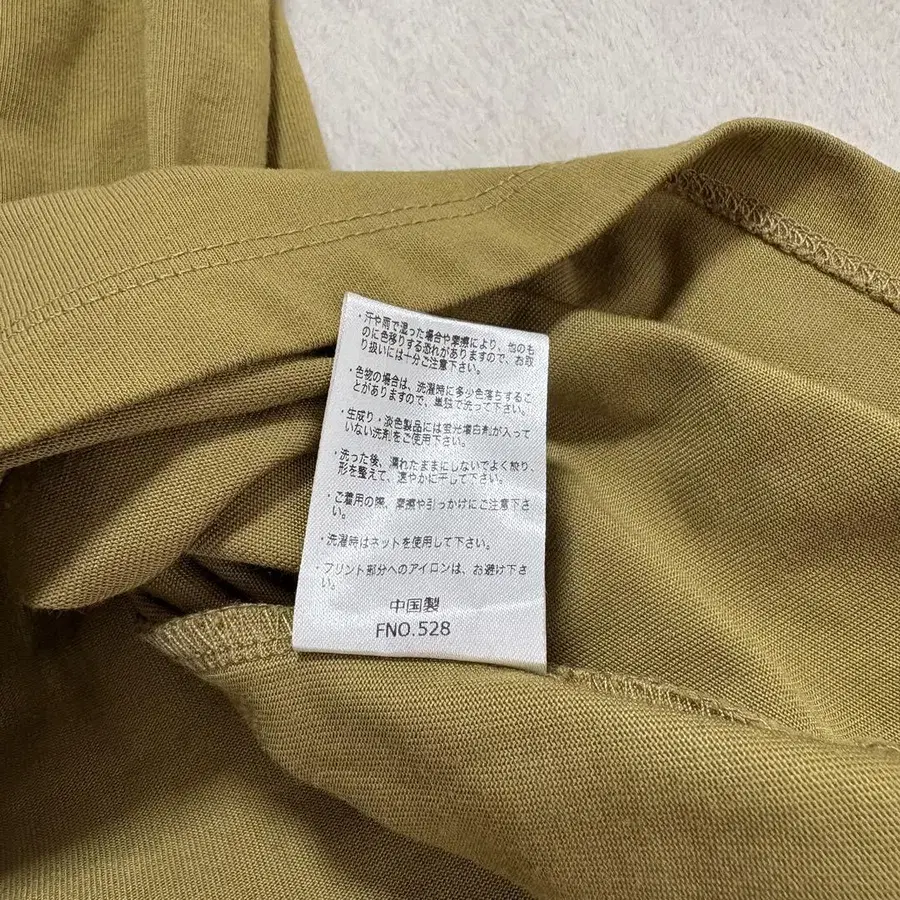 ・汗や雨で湿った場合や摩擦により、他のも
のに色移りする恐れがありますので、お取
り扱いには十分ご注意下さい。
・色物の場合は、洗濯時に多少色落ちするこ
とがありますので、単独で洗って下さい。
・生成り・淡色製品には蛍光増白剤が入って
いない洗剤をご使用下さい。
・洗った後、濡れたままにしないでよく絞り、
形を整えて、速やかに干して下さい。
・ご着用の際、摩擦や引っかけにご注意下さ
い。
・洗濯時はネットを使用して下さい。
・プリント部分へのアイロンは、お避け下さ
い。
中国製
FNO.528